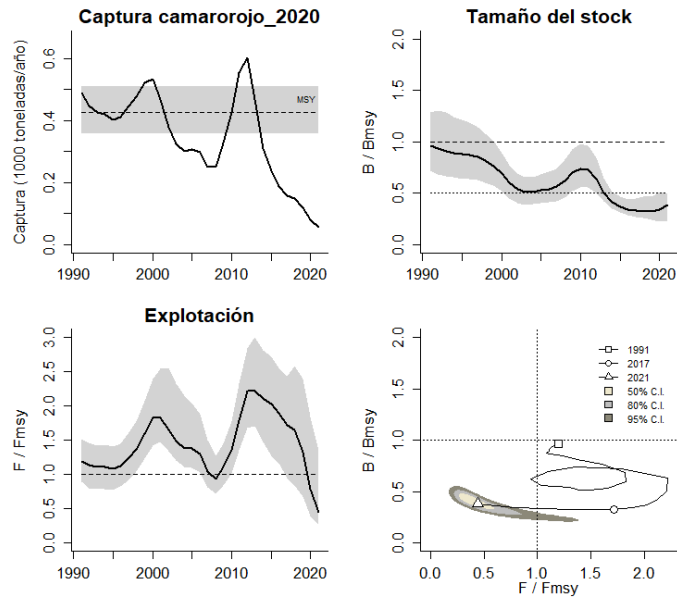 Captura camarorojo_2020
Captura (1000 toneladas/año)
0.0 0.2 0.4 0.6
MSY
1990 2000 2010 2020
Tamaño del stock
B / Bmsy
0.0 0.5 1.0 1.5 2.0
1990 2000 2010 2020
Explotación
F / Fmsy
0.0 0.5 1.0 1.5 2.0 2.5 3.0
1990 2000 2010 2020
B / Bmsy
0.0 0.5 1.0 1.5 2.0
1991
2017
2021
50% C.I.
80% C.I.
95% C.I.
0.0 0.5 1.0 1.5 2.0
F / Fmsy